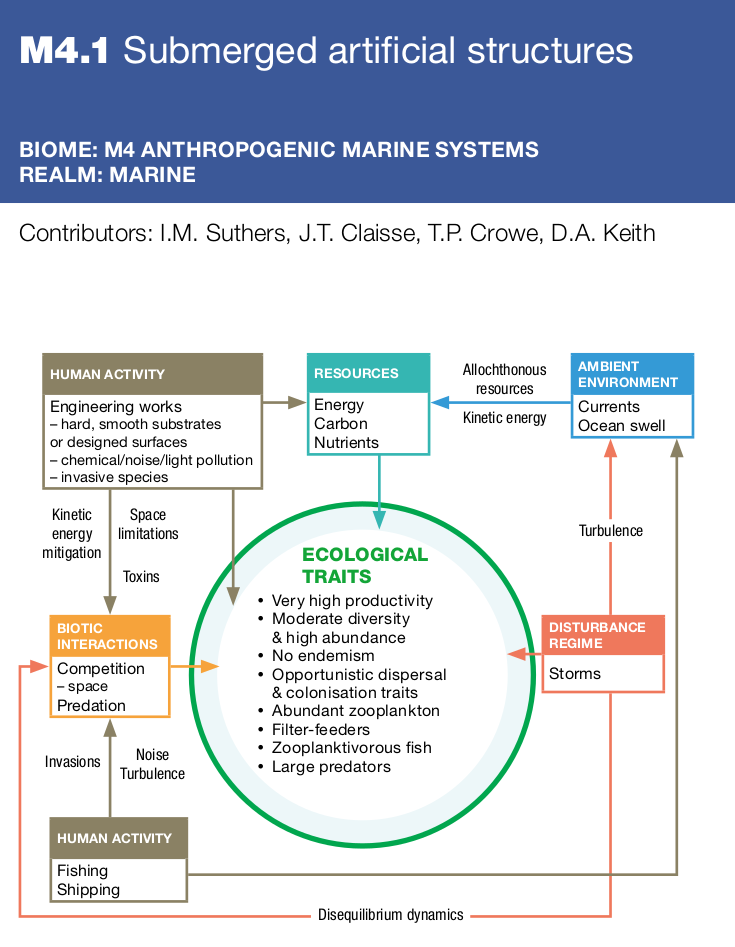 M4.1 Submerged artificial structures
BIOME: M4 ANTHROPOGENIC MARINE SYSTEMS
REALM: MARINE
Contributors: I.M. Suthers, J.T. Claisse, T.P. Crowe, D.A. Keith
HUMAN ACTIVITY
Engineering works
– hard, smooth substrates
or designed surfaces
– chemical/noise/light pollution
– invasive species
RESOURCES
Energy
Carbon
Nutrients
Allochthonous
resources
Kinetic energy
AMBIENT
ENVIRONMENT
Currents
Ocean swell
Kinetic
energy
mitigation
Space
limitations
Toxins
Turbulence
ECOLOGICAL
TRAITS
• Very high productivity
• Moderate diversity
& high abundance
• No endemism
• Opportunistic dispersal
& colonisation traits
• Abundant zooplankton
• Filter-feeders
• Zooplanktivorous fish
• Large predators
BIOTIC
INTERACTIONS
Competition
– space
Predation
DISTURBANCE
REGIME
Storms
Invasions
Noise
Turbulence
HUMAN ACTIVITY
Fishing
Shipping
Disequilibrium dynamics